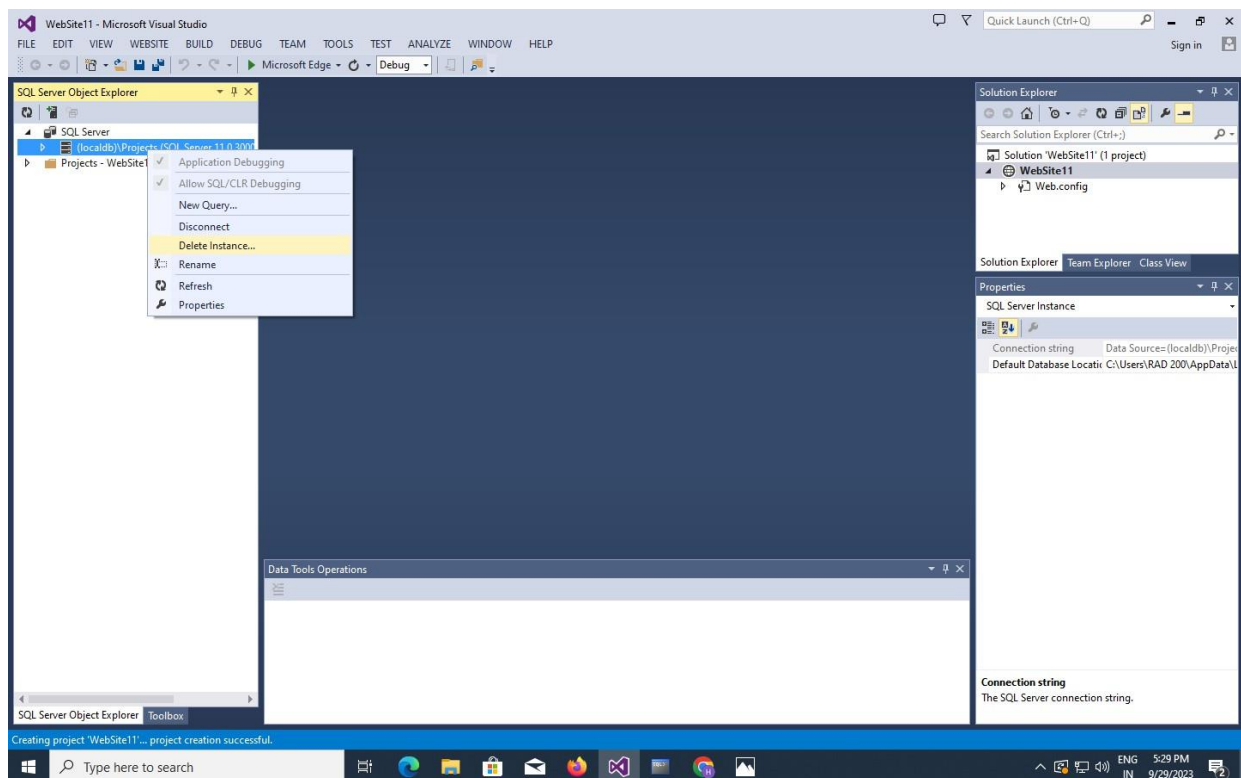 WebSite11 - Microsoft Visual Studio
Quick Launch (Ctrl+Q)
FILE EDIT VIEW WEBSITE BUILD DEBUG TEAM TOOLS TEST ANALYZE WINDOW HELP
Sign in
Microsoft Edge
Debug
SQL Server Object Explorer
SQL Server
(localdb)\Projects (SQL Server 11.0.3000
Projects - WebSite1
Application Debugging
Allow SQL/CLR Debugging
New Query...
Disconnect
Delete Instance...
Rename
Refresh
Properties
Solution Explorer
Search Solution Explorer (Ctrl+;)
Solution 'WebSite11' (1 project)
WebSite11
Web.config
Solution Explorer Team Explorer Class View
Properties
SQL Server Instance
Connection string Data Source=(localdb)\Projec
Default Database Locatic C:\Users\RAD 200\AppData\L
Data Tools Operations
Connection string
The SQL Server connection string.
SQL Server Object Explorer Toolbox
Creating project 'WebSite11'... project creation successful.
Type here to search
ENG
IN
5:29 PM
9/29/2023
2